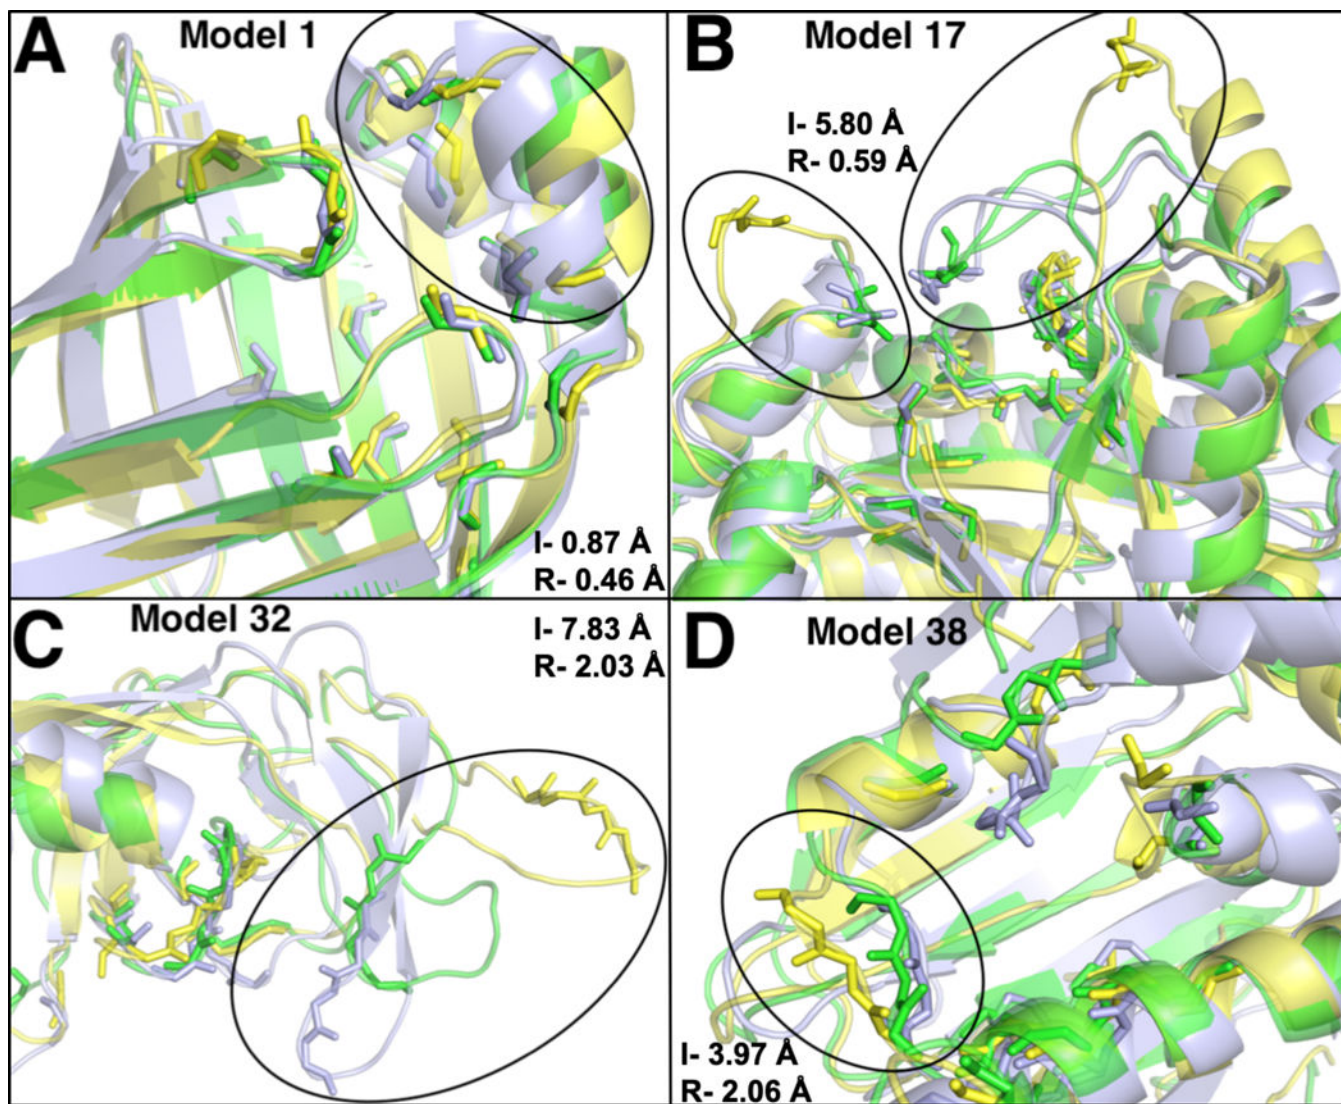 A Model 1
I- 0.87 Å
R- 0.46 Å
B Model 17
I- 5.80 Å
R- 0.59 Å
C Model 32
I- 7.83 Å
R- 2.03 Å
D Model 38
I- 3.97 Å
R- 2.06 Å